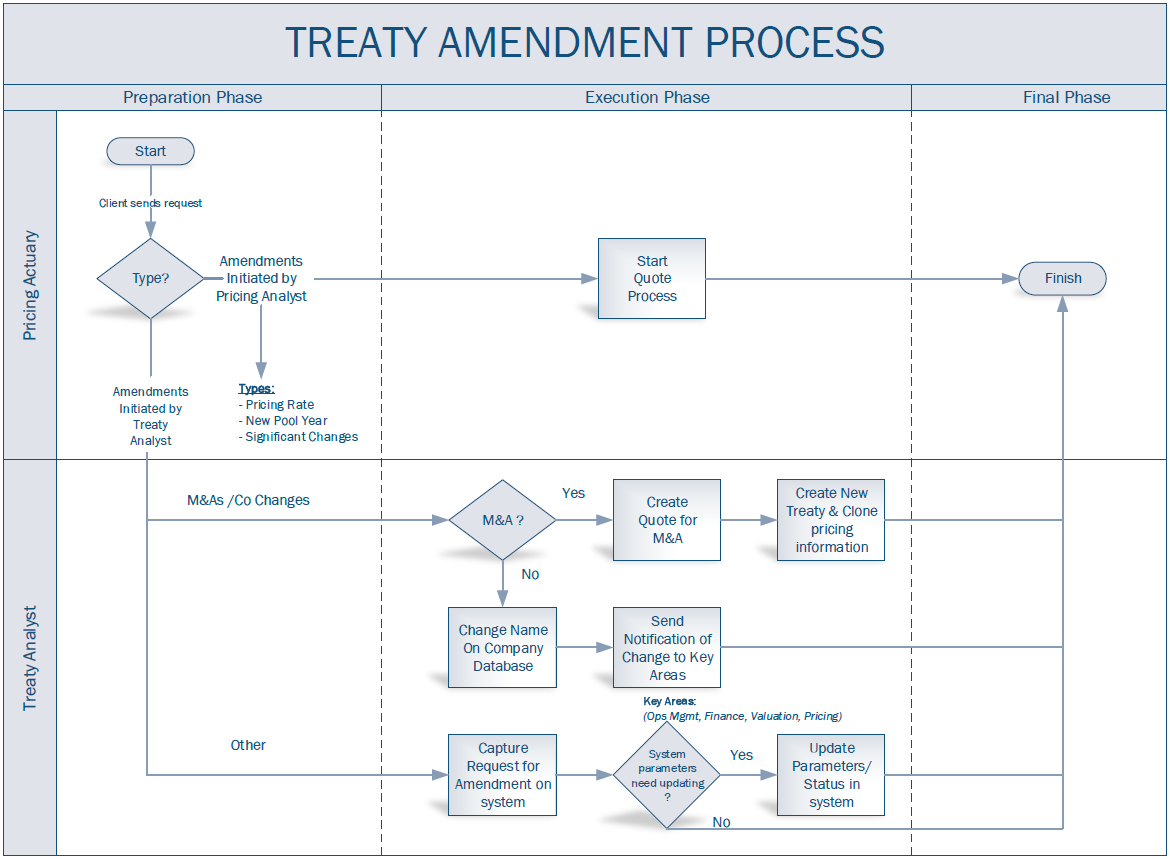 TREATY AMENDMENT PROCESS
Preparation Phase
Execution Phase
Final Phase
Pricing Actuary
Start
Client sends request
Type?
Amendments
Initiated by
Pricing Analyst
Start
Quote
Process
Finish
Amendments
Initiated by
Treaty
Analyst
Types:
- Pricing Rate
- New Pool Year
- Significant Changes
Treaty Analyst
M&As /Co Changes
M&A ?
Yes
Create
Quote for
M&A
Create New
Treaty & Clone
pricing
information
No
Change Name
On Company
Database
Send
Notification of
Change to Key
Areas
Key Areas:
(Ops Mgmt, Finance, Valuation, Pricing)
Other
Capture
Request for
Amendment on
system
System
parameters
need updating
?
Yes
Update
Parameters/
Status in
system
No